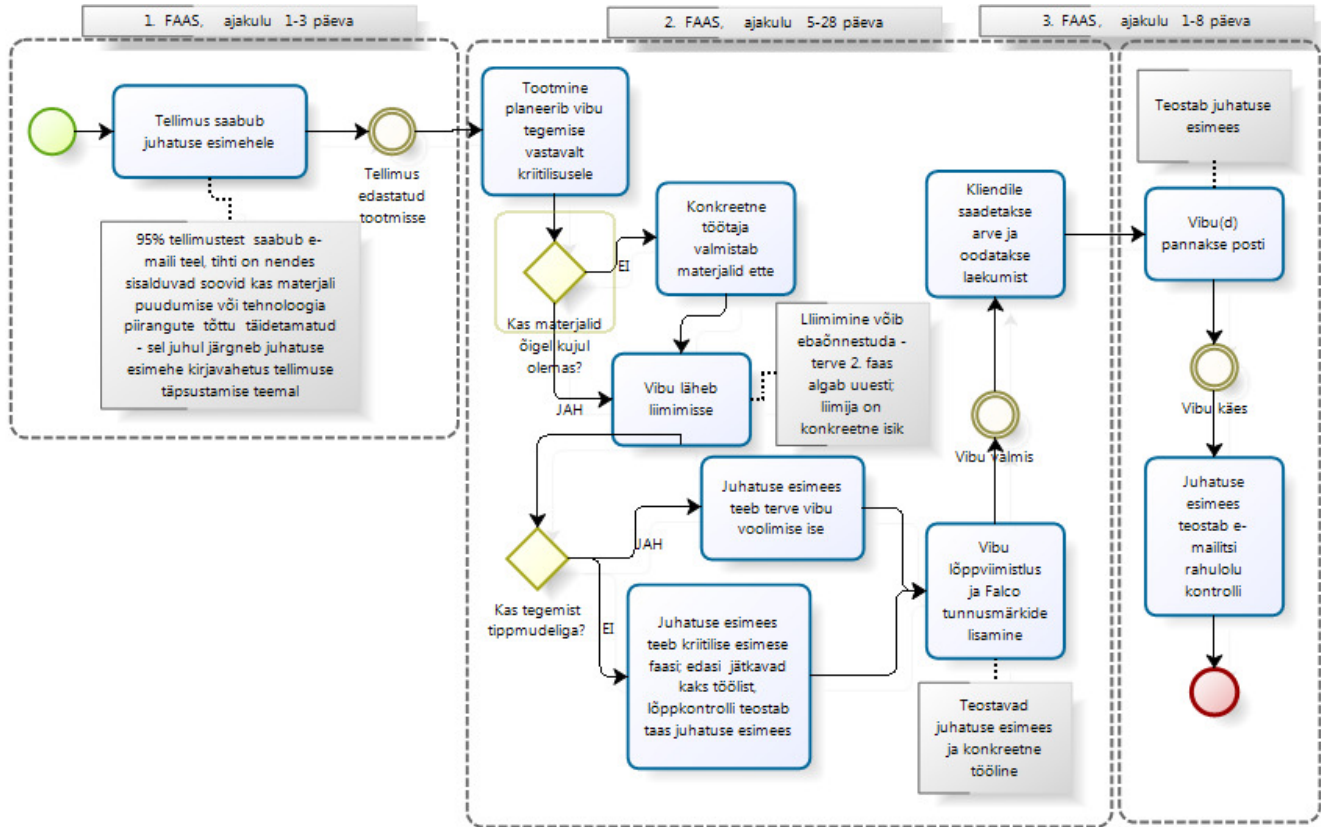 1. FAAS, ajakulu 1-3 päeva
2. FAAS, ajakulu 5-28 päeva
3. FAAS, ajakulu 1-8 päeva
Tellimus saabub
juhatuse esimehele
Tellimus
edastatud
tootmisse
95% tellimustest saabub e-
maili teel, tihti on nendes
sisalduvad soovid kas materjali
puudumise või tehnoloogia
piirangute tõttu täidetamatud
- sel juhul järgneb juhatuse
esimehe kirjavahetus tellimuse
täpsustamise teemal
Tootmine
planeerib vibu
tegemise
vastavalt
kriitilisusele
Kas materjalid
õigel kujul
olemas?
EI
JAH
Konkreetne
töötaja
valmistab
materjalid ette
Vibu läheb
liimimisse
Lliimimine võib
ebaõnnestuda -
terve 2. faas
algab uuesti;
liimija on
konkreetne isik
Kas tegemist
tippmudeliga?
JAH
EI
Juhatuse esimees
teeb terve vibu
voolimise ise
Juhatuse esimees
teeb kriitilise esimese
faasi; edasi jätkavad
kaks töölist,
lõppkontrolli teostab
taas juhatuse esimees
Vibu
lõppviimistlus
ja Falco
tunnusmärkide
lisamine
Teostavad
juhatuse esimees
ja konkreetne
tööline
Vibu valmis
Kliendile
saadetakse
arve ja
oodatakse
laekumist
Teostab juhatuse
esimees
Vibu(d)
pannakse posti
Vibu käes
Juhatuse
esimees
teostab e-
mailitsi
rahulolu
kontrolli